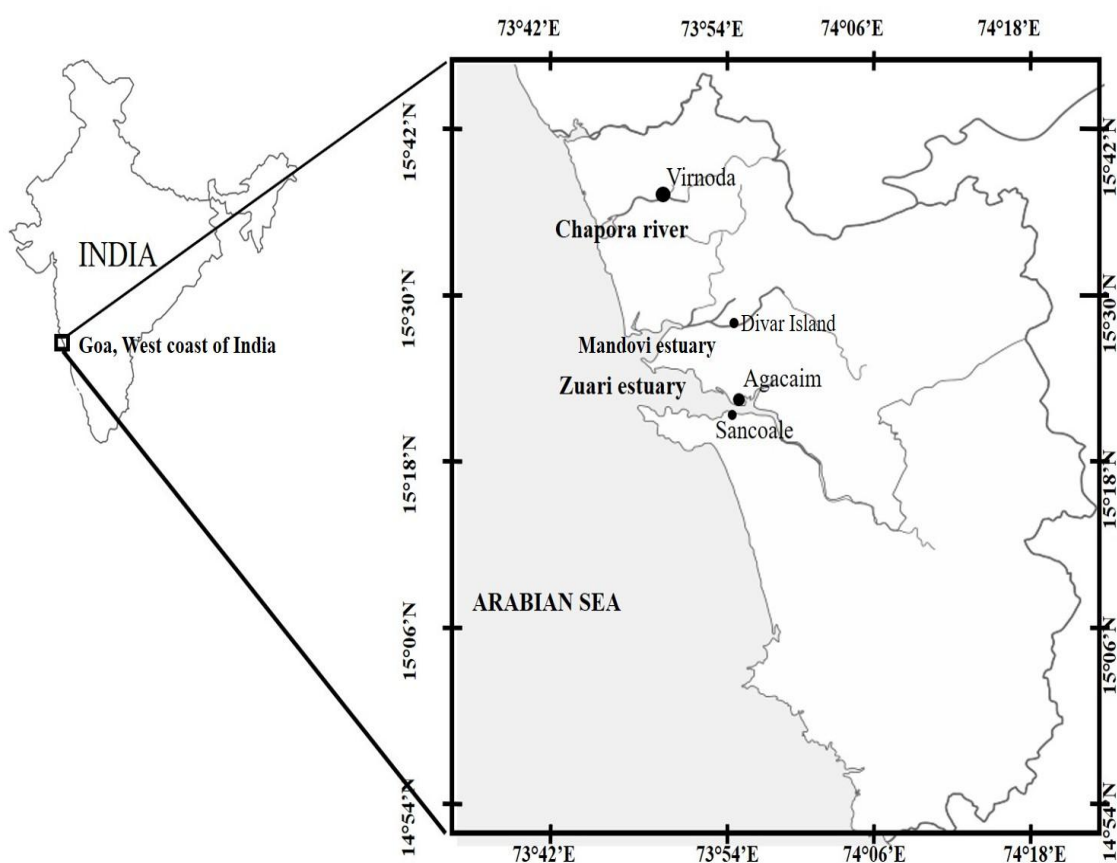 73°42'E 73°54'E 74°06'E 74°18'E
15°42'N 15°42'N
Virnoda
Chapora river
INDIA
15°30'N 15°30'N
Divar Island
Goa, West coast of India
Mandovi estuary
Zuari estuary
Agacaim
Sancoale
15°18'N 15°18'N
ARABIAN SEA
15°06'N 15°06'N
14°54'N 14°54'N
73°42'E 73°54'E 74°06'E 74°18'E